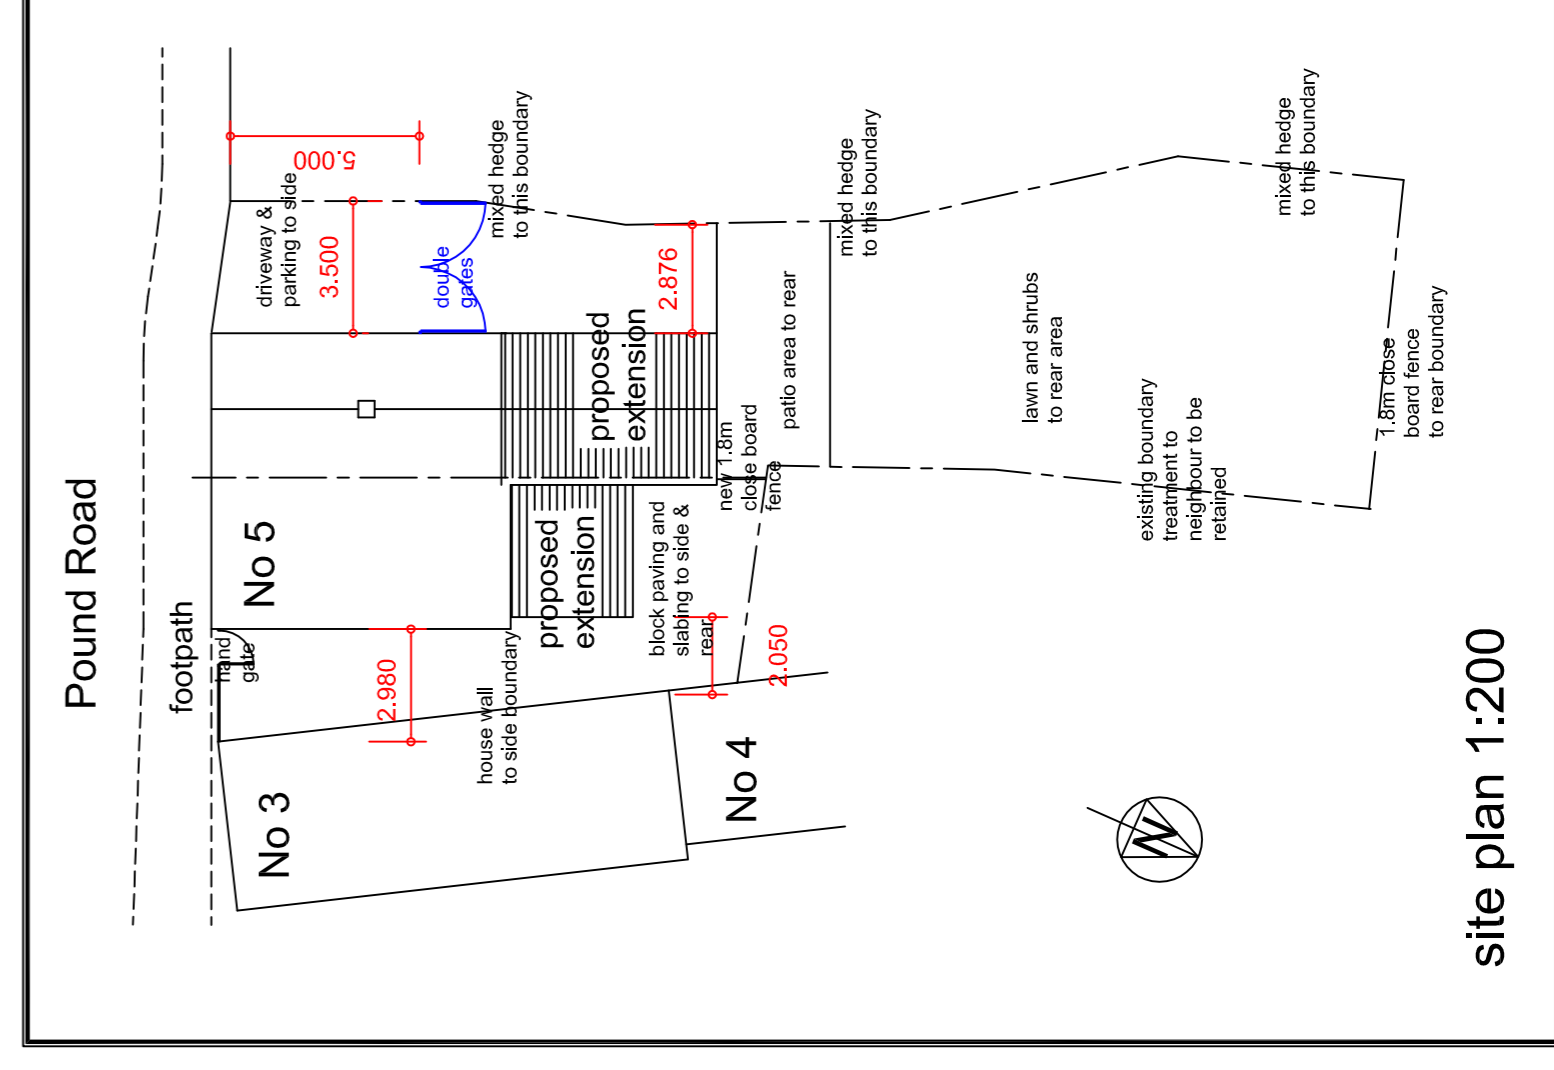 Pound Road
footpath
No 5
No 3
No 4
hand
gate
driveway &
parking to side
5.000
3.500
double
gates
mixed hedge
to this boundary
2.876
proposed
extension
proposed
extension
2.980
house wall
to side boundary
block paving and
slabing to side &
rear
2.050
new 1.8m
close board
fence
patio area to rear
mixed hedge
to this boundary
lawn and shrubs
to rear area
existing boundary
treatment to
neighbour to be
retained
mixed hedge
to this boundary
1.8m close
board fence
to rear boundary
N
site plan 1:200